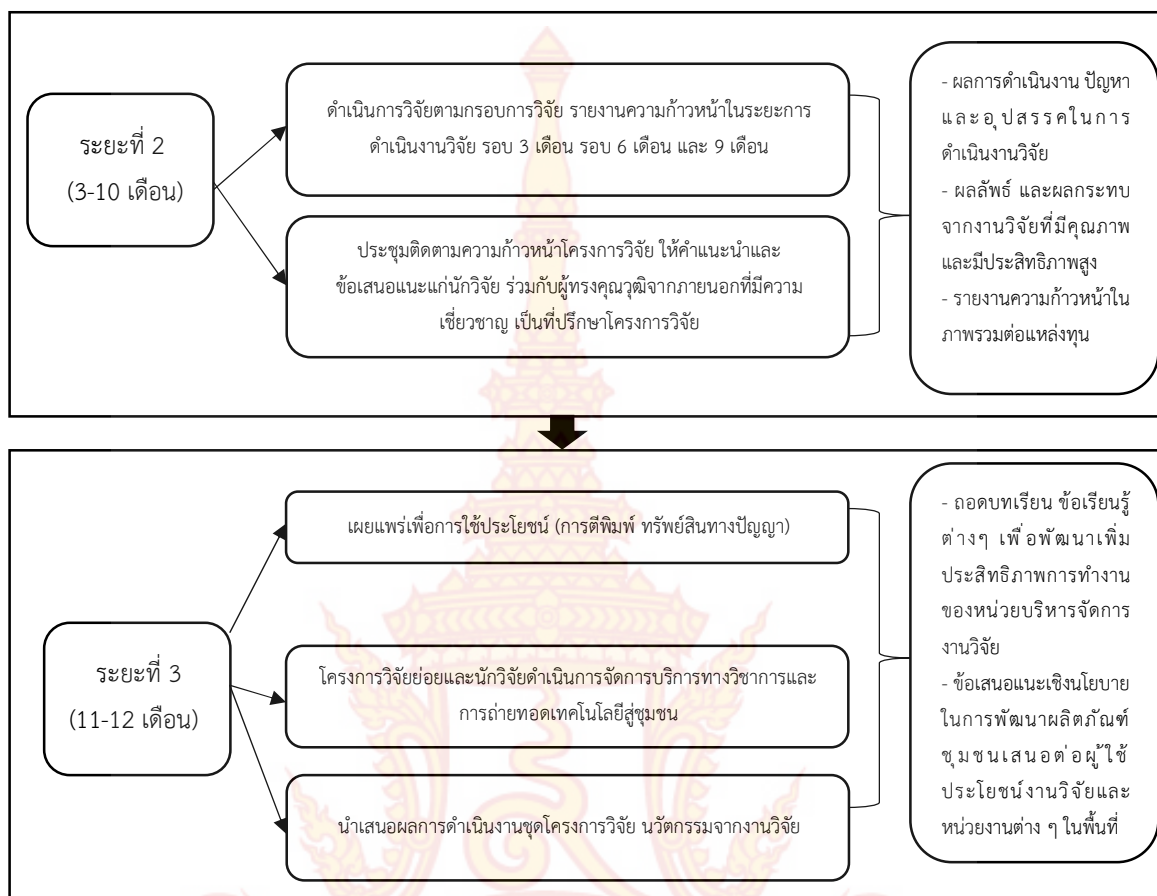 ระยะที่ 2
(3-10 เดือน)
ดำเนินการวิจัยตามกรอบการวิจัย รายงานความก้าวหน้าในระยะการ
ดำเนินงานวิจัย รอบ 3 เดือน รอบ 6 เดือน และ 9 เดือน
ประชุมติดตามความก้าวหน้าโครงการวิจัย ให้คำแนะนำและ
ข้อเสนอแนะแก่นักวิจัย ร่วมกับผู้ทรงคุณวุฒิจากภายนอกที่มีความ
เชี่ยวชาญ เป็นที่ปรึกษาโครงการวิจัย
- ผลการดำเนินงาน ปัญหา
และอุปสรรคในการ
ดำเนินงานวิจัย
- ผลลัพธ์ และผลกระทบ
จากงานวิจัยที่มีคุณภาพ
และมีประสิทธิภาพสูง
- รายงานความก้าวหน้าใน
ภาพรวมต่อแหล่งทุน
ระยะที่ 3
(11-12 เดือน)
เผยแพร่เพื่อการใช้ประโยชน์ (การตีพิมพ์ ทรัพย์สินทางปัญญา)
โครงการวิจัยย่อยและนักวิจัยดำเนินการจัดการบริการทางวิชาการและ
การถ่ายทอดเทคโนโลยีสู่ชุมชน
นำเสนอผลการดำเนินงานชุดโครงการวิจัย นวัตกรรมจากงานวิจัย
- ถอดบทเรียน ข้อเรียนรู้
ต่างๆ เพื่อพัฒนาเพิ่ม
ประสิทธิภาพการทำงาน
ของหน่วยบริหารจัดการ
งานวิจัย
- ข้อเสนอแนะเชิงนโยบาย
ในการพัฒนาผลิตภัณฑ์
ชุมชนเสนอต่อผู้ใช้
ประโยชน์งานวิจัยและ
หน่วยงานต่าง ๆ ในพื้นที่